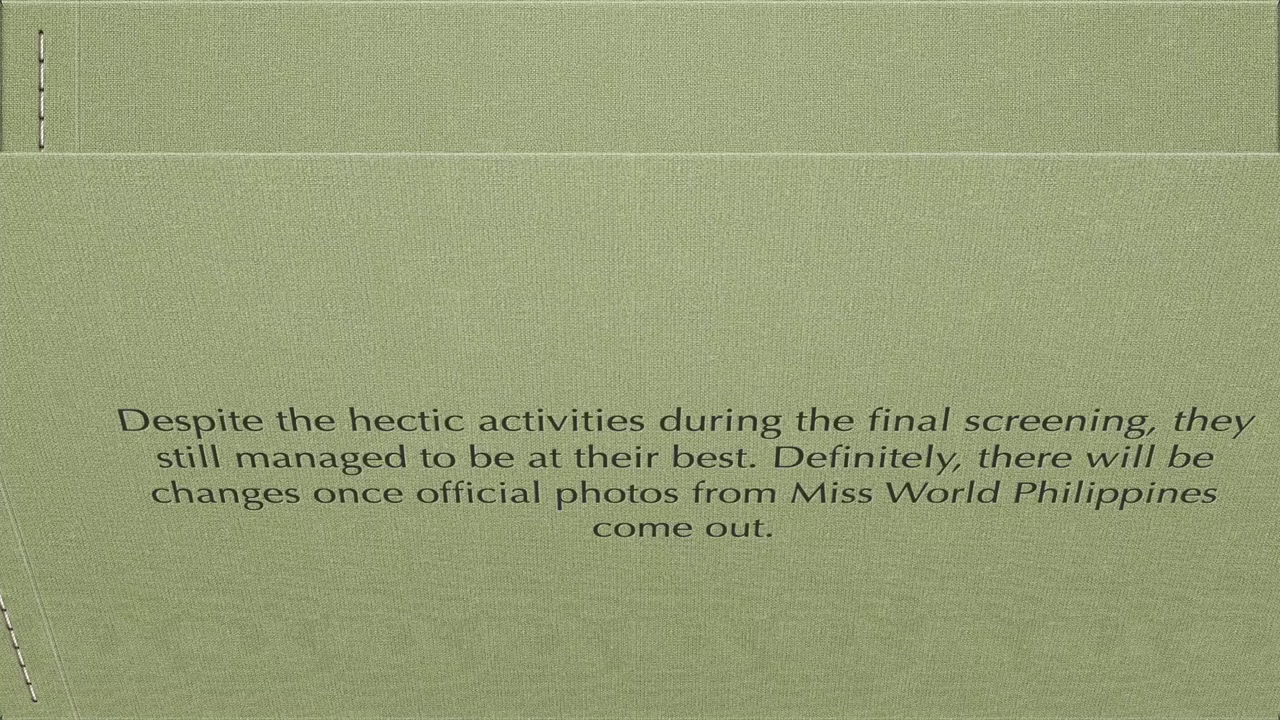 Despite the hectic activities during the final screening, they
still managed to be at their best. Definitely, there will be
changes once official photos from Miss World Philippines
come out.